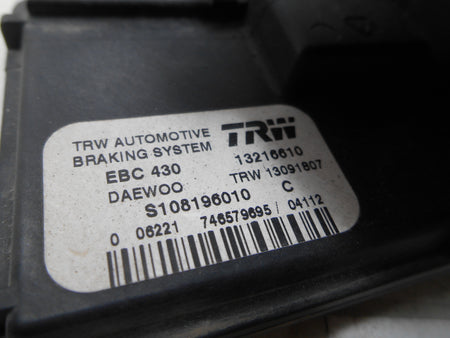 TRW AUTOMOTIVE TRW
BRAKING SYSTEM
EBC 430 13216610
DAEWOO TRW 13091807
S108196010 C
0 06221 746579695 / 04112